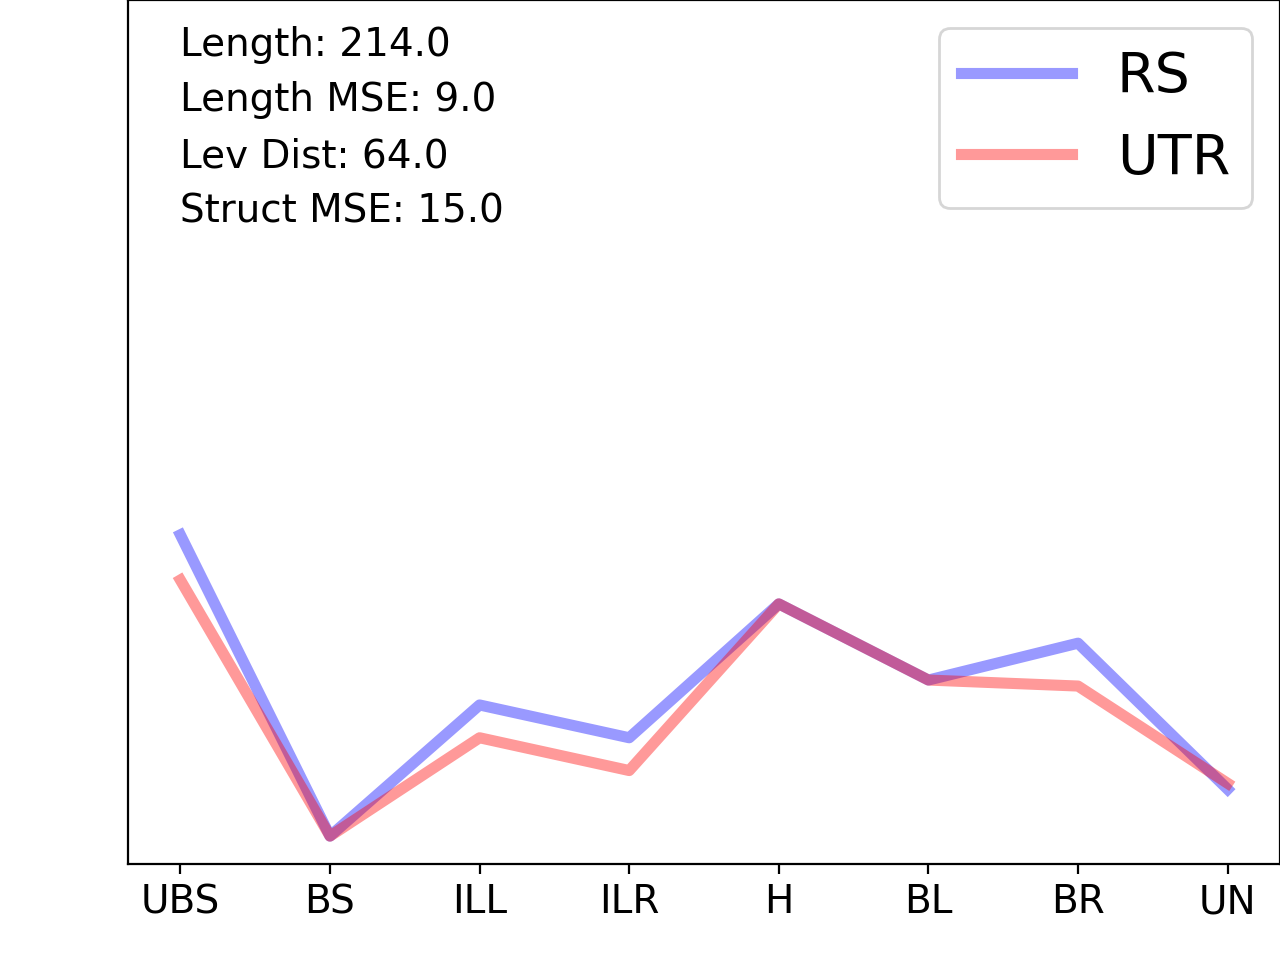 Length: 214.0
Length MSE: 9.0
Lev Dist: 64.0
Struct MSE: 15.0
RS
UTR
UBS BS ILL ILR H BL BR UN